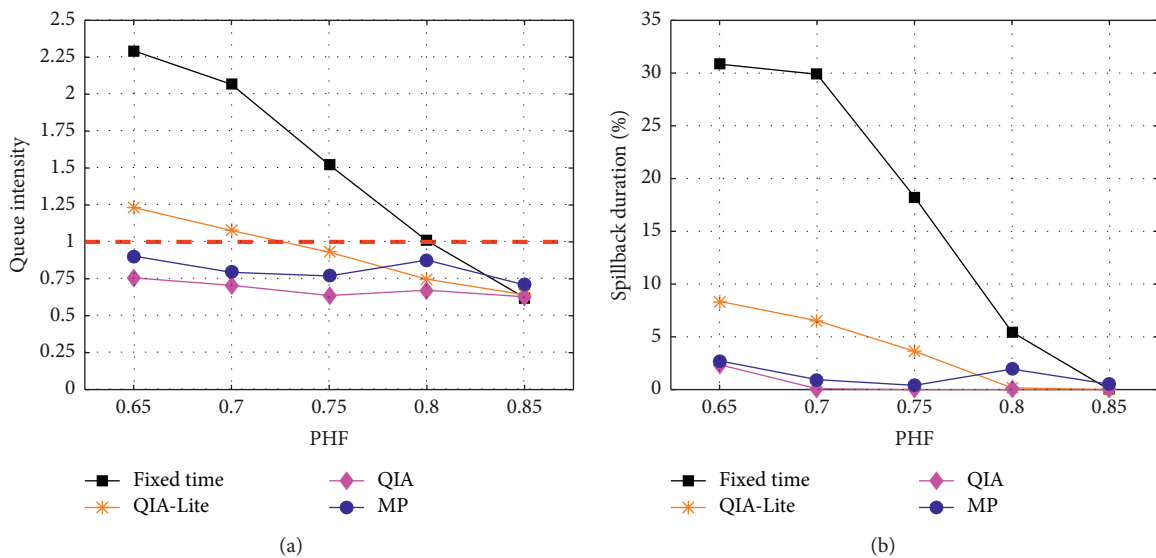 2.5
2.25
2
1.75
1.5
1.25
1
0.75
0.5
0.25
0
Queue intensity
0.65 0.7 0.75 0.8 0.85
PHF
Fixed time
QIA-Lite
QIA
MP
(a)
35
30
25
20
15
10
5
0
Spillback duration (%)
0.65 0.7 0.75 0.8 0.85
PHF
Fixed time
QIA-Lite
QIA
MP
(b)